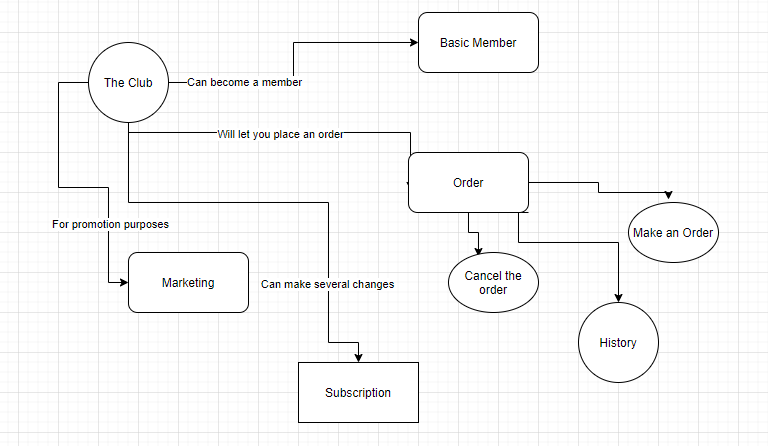 Basic Member
The Club
Can become a member
Will let you place an order
Order
For promotion purposes
Make an Order
Marketing
Can make several changes
Cancel the
order
History
Subscription